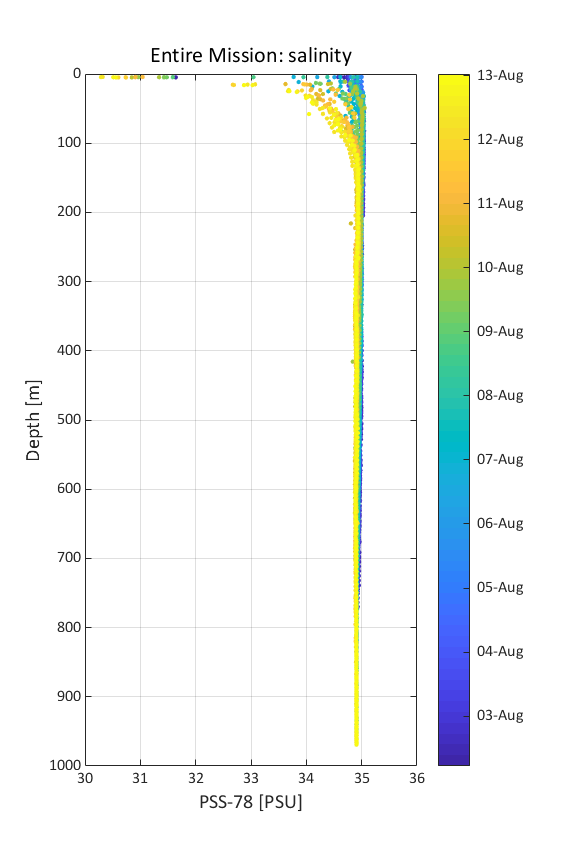 Entire Mission: salinity
0
100
200
300
400
500
600
700
800
900
1000
Depth [m]
30 31 32 33 34 35 36
PSS-78 [PSU]
13-Aug
12-Aug
11-Aug
10-Aug
09-Aug
08-Aug
07-Aug
06-Aug
05-Aug
04-Aug
03-Aug